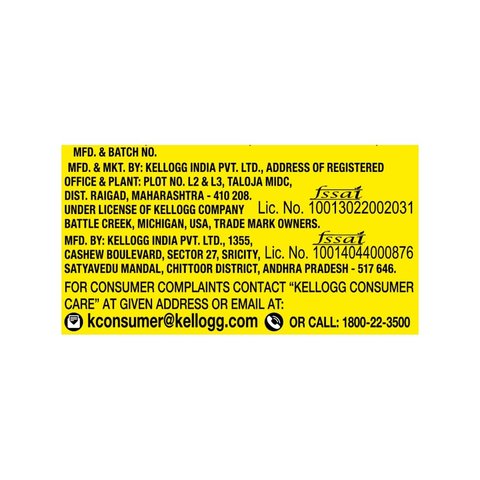 MFD. & BATCH NO.
MFD. & MKT. BY: KELLOGG INDIA PVT. LTD., ADDRESS OF REGISTERED
OFFICE & PLANT: PLOT NO. L2 & L3, TALOJA MIDC,
DIST. RAIGAD, MAHARASHTRA - 410 208. fssai
UNDER LICENSE OF KELLOGG COMPANY Lic. No. 10013022002031
BATTLE CREEK, MICHIGAN, USA, TRADE MARK OWNERS.
MFD. BY: KELLOGG INDIA PVT. LTD., 1355, fssai
CASHEW BOULEVARD, SECTOR 27, SRICITY, Lic. No. 10014044000876
SATYAVEDU MANDAL, CHITTOOR DISTRICT, ANDHRA PRADESH - 517 646.
FOR CONSUMER COMPLAINTS CONTACT “KELLOGG CONSUMER
CARE” AT GIVEN ADDRESS OR EMAIL AT:
kconsumer@kellogg.com OR CALL: 1800-22-3500